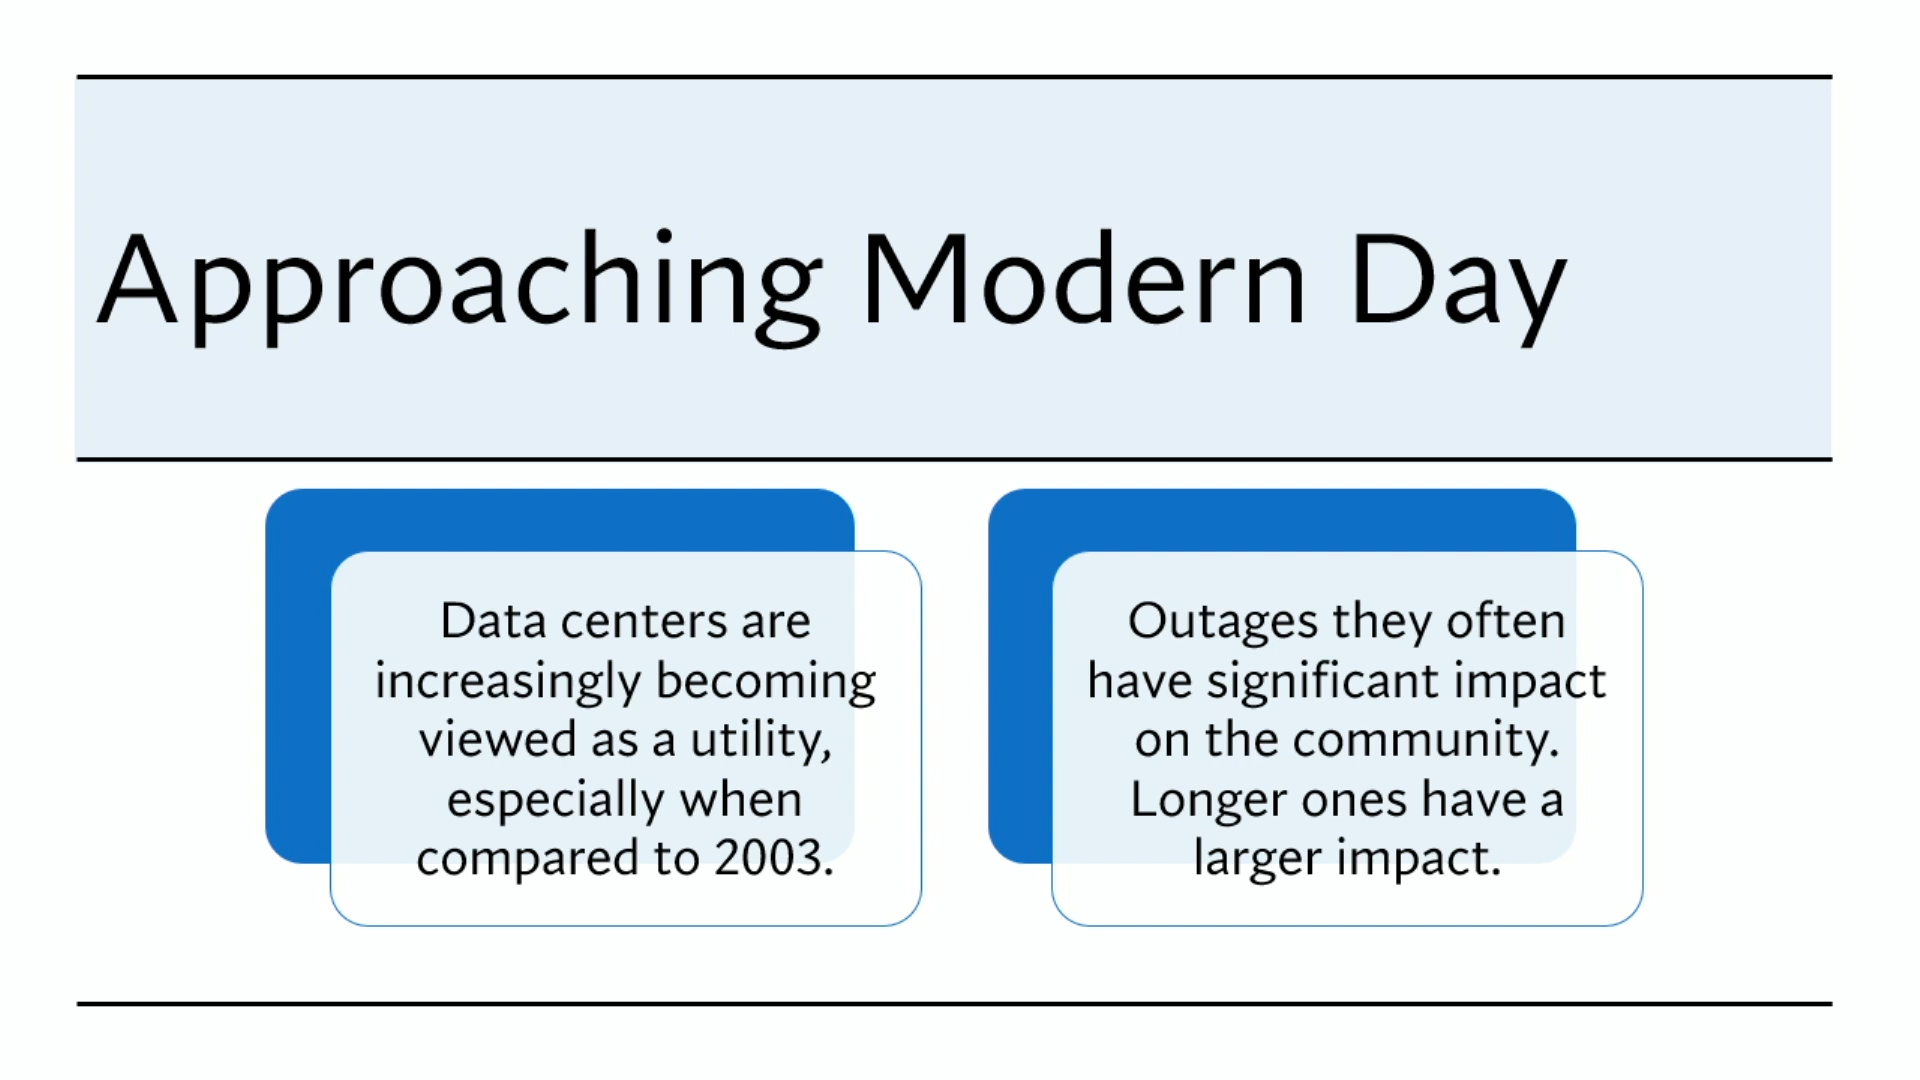 Approaching Modern Day
Data centers are
increasingly becoming
viewed as a utility,
especially when
compared to 2003.
Outages they often
have significant impact
on the community.
Longer ones have a
larger impact.